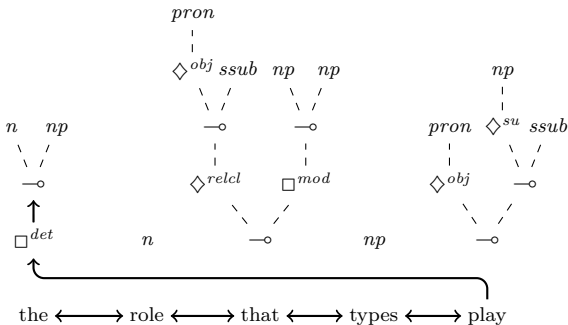 pron
◇obj ssub np np np
n np ⊸ ⊸ pron ◇su ssub
⊸ ◇relcl □mod ◇obj ⊸
□det n ⊸ np ⊸
the ↔ role ↔ that ↔ types ↔ play